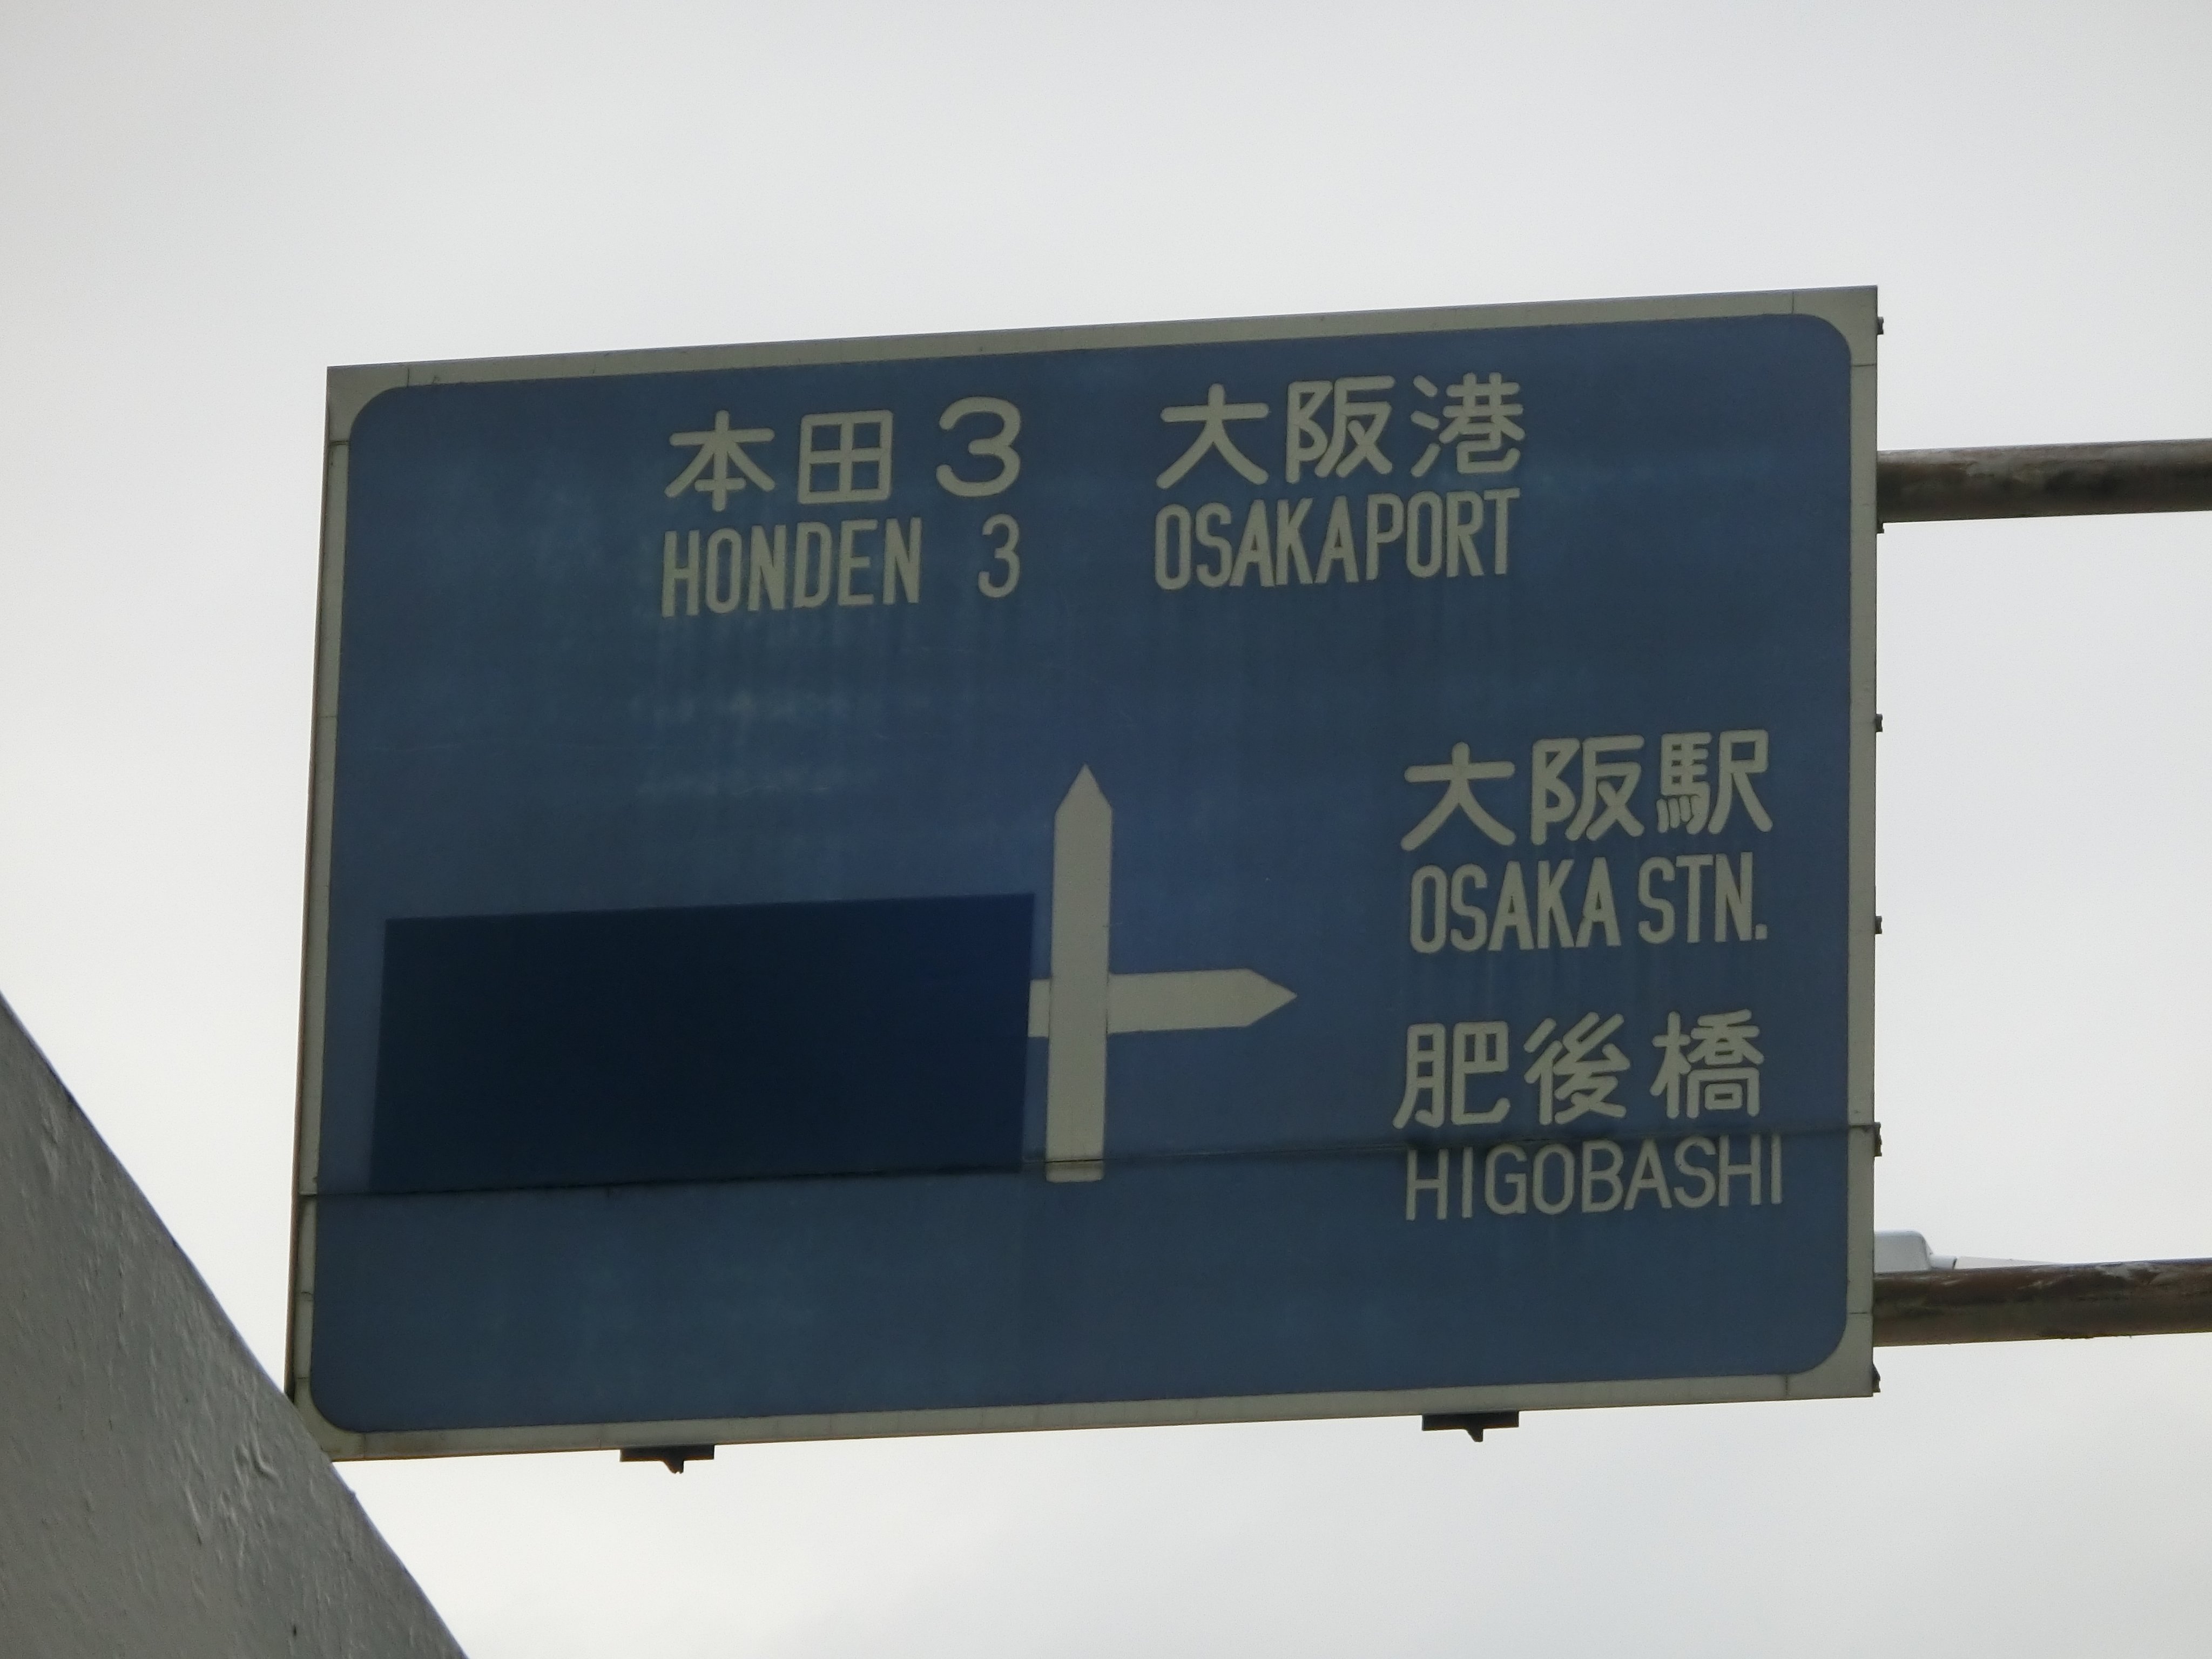 本田3 大阪港
HONDEN 3 OSAKAPORT
大阪駅
OSAKA STN.
肥後橋
HIGOBASHI